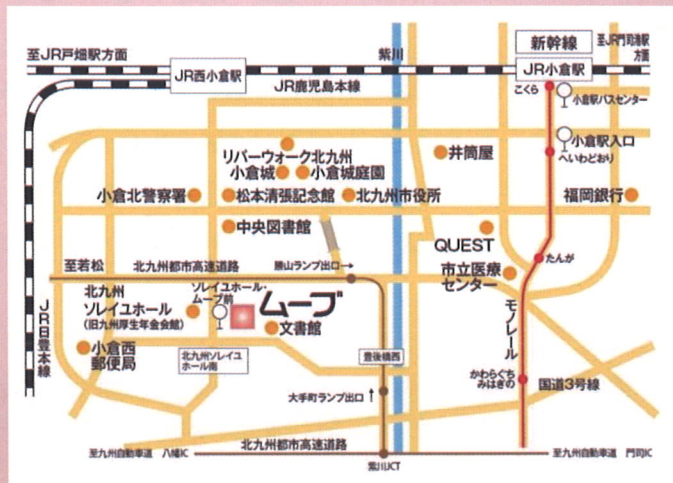 新幹線
至JR戸畑駅方面
紫川
至JR門司港駅
方面
JR西小倉駅
JR小倉駅
JR鹿児島本線
こくら
小倉駅バスセンター
小倉駅入口
へいわどおり
リバーウォーク北九州
井筒屋
小倉城
小倉城庭園
小倉北警察署
松本清張記念館
北九州市役所
福岡銀行
中央図書館
QUEST
たんが
至若松
北九州都市高速道路
勝山ランプ出口→
市立医療
センター
北九州
ソレイユホール
(旧九州厚生年金会館)
ソレイユホール・
ムーブ前
ムーブ
文書館
モノレール
JR日豊本線
小倉西
郵便局
北九州ソレイユ
ホール南
豊後橋西
かわらぐち
みはぎの
国道3号線
大手町ランプ出口↑
北九州都市高速道路
至九州自動車道 八幡IC
至九州自動車道 門司IC
紫川JCT